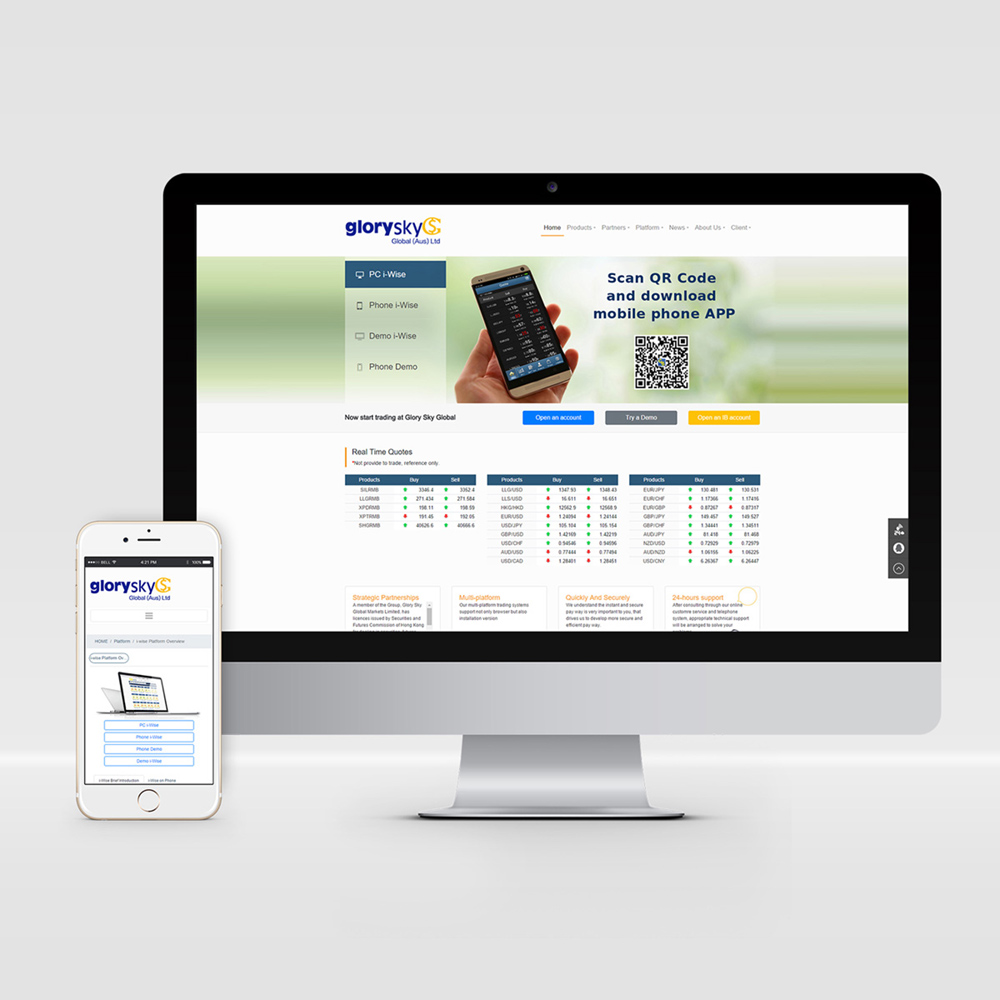 glorysky
Global (Aus) Ltd
Home Products Partners Platform News About Us Client
PC i-Wise
Phone i-Wise
Demo i-Wise
Phone Demo
Scan QR Code
and download
mobile phone APP
Now start trading at Glory Sky Global
Open an account
Try a Demo
Open an IB account
Real Time Quotes
*Not provide to trade, reference only.
Products Buy Sell
SILRMB 3346.4 3352.4
LLGRMB 271.434 271.584
XPDRMB 198.11 198.59
XPTRMB 191.45 192.05
SHGRMB 40626.6 40666.6
Products Buy Sell
LLG/USD 1347.93 1348.43
LLS/USD 16.611 16.651
HKG/HKD 12562.9 12568.9
EUR/USD 1.24094 1.24144
USD/JPY 105.104 105.154
GBP/USD 1.42169 1.42219
USD/CHF 0.94546 0.94596
AUD/USD 0.77444 0.77494
USD/CAD 1.28401 1.28451
Products Buy Sell
EUR/JPY 130.481 130.531
EUR/CHF 1.17366 1.17416
EUR/GBP 0.87267 0.87317
GBP/JPY 149.457 149.527
GBP/CHF 1.34441 1.34511
AUD/JPY 81.418 81.468
NZD/USD 0.72929 0.72979
AUD/NZD 1.06155 1.06225
USD/CNY 6.26367 6.26447
Strategic Partnerships
A member of the Group, Glory Sky
Global Markets Limited, has
licences issued by Securities and
Futures Commission of Hong Kong
Multi-platform
Our multi-platform trading systems
support not only browser but also
installation version
Quickly And Securely
We understand the instant and secure
pay way is very important to you, that
drives us to develop more secure and
efficient pay way.
24-hours support
After consulting through our online
customre service and telephone
system, appropriate technical support
will be arranged to solve your
BELL 4:21 PM 100%
glorysky
Global (Aus) Ltd
HOME / Platform / i-wise Platform Overview
i-wise Platform Ov...
PC i-Wise
Phone i-Wise
Phone Demo
Demo i-Wise
i-Wise Brief Introduction i-Wise on Phone